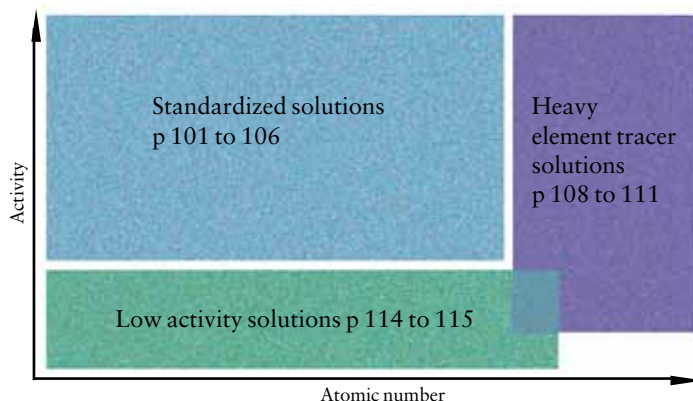 Activity
Standardized solutions
p 101 to 106
Heavy
element tracer
solutions
p 108 to 111
Low activity solutions p 114 to 115
Atomic number